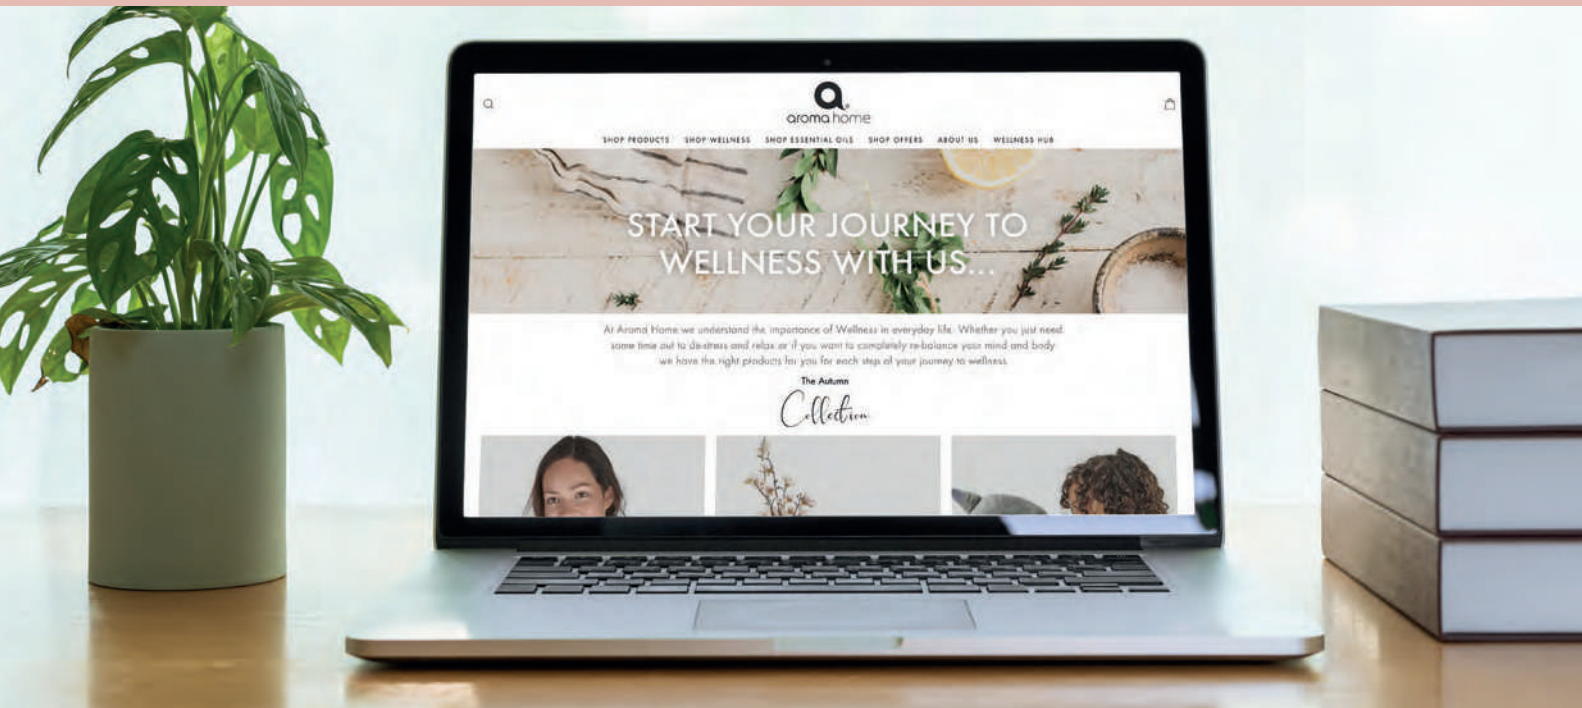 a
aroma home
SHOP PRODUCTS SHOP WELLNESS SHOP ESSENTIAL OILS SHOP OFFERS ABOUT US WELLNESS HUB
START YOUR JOURNEY TO
WELLNESS WITH US...
At Aroma Home we understand the importance of Wellness in everyday life. Whether you just need
some time out to de-stress and relax or if you want to completely re-balance your mind and body
we have the right products for you for each step of your journey to wellness.
The Autumn
Collection